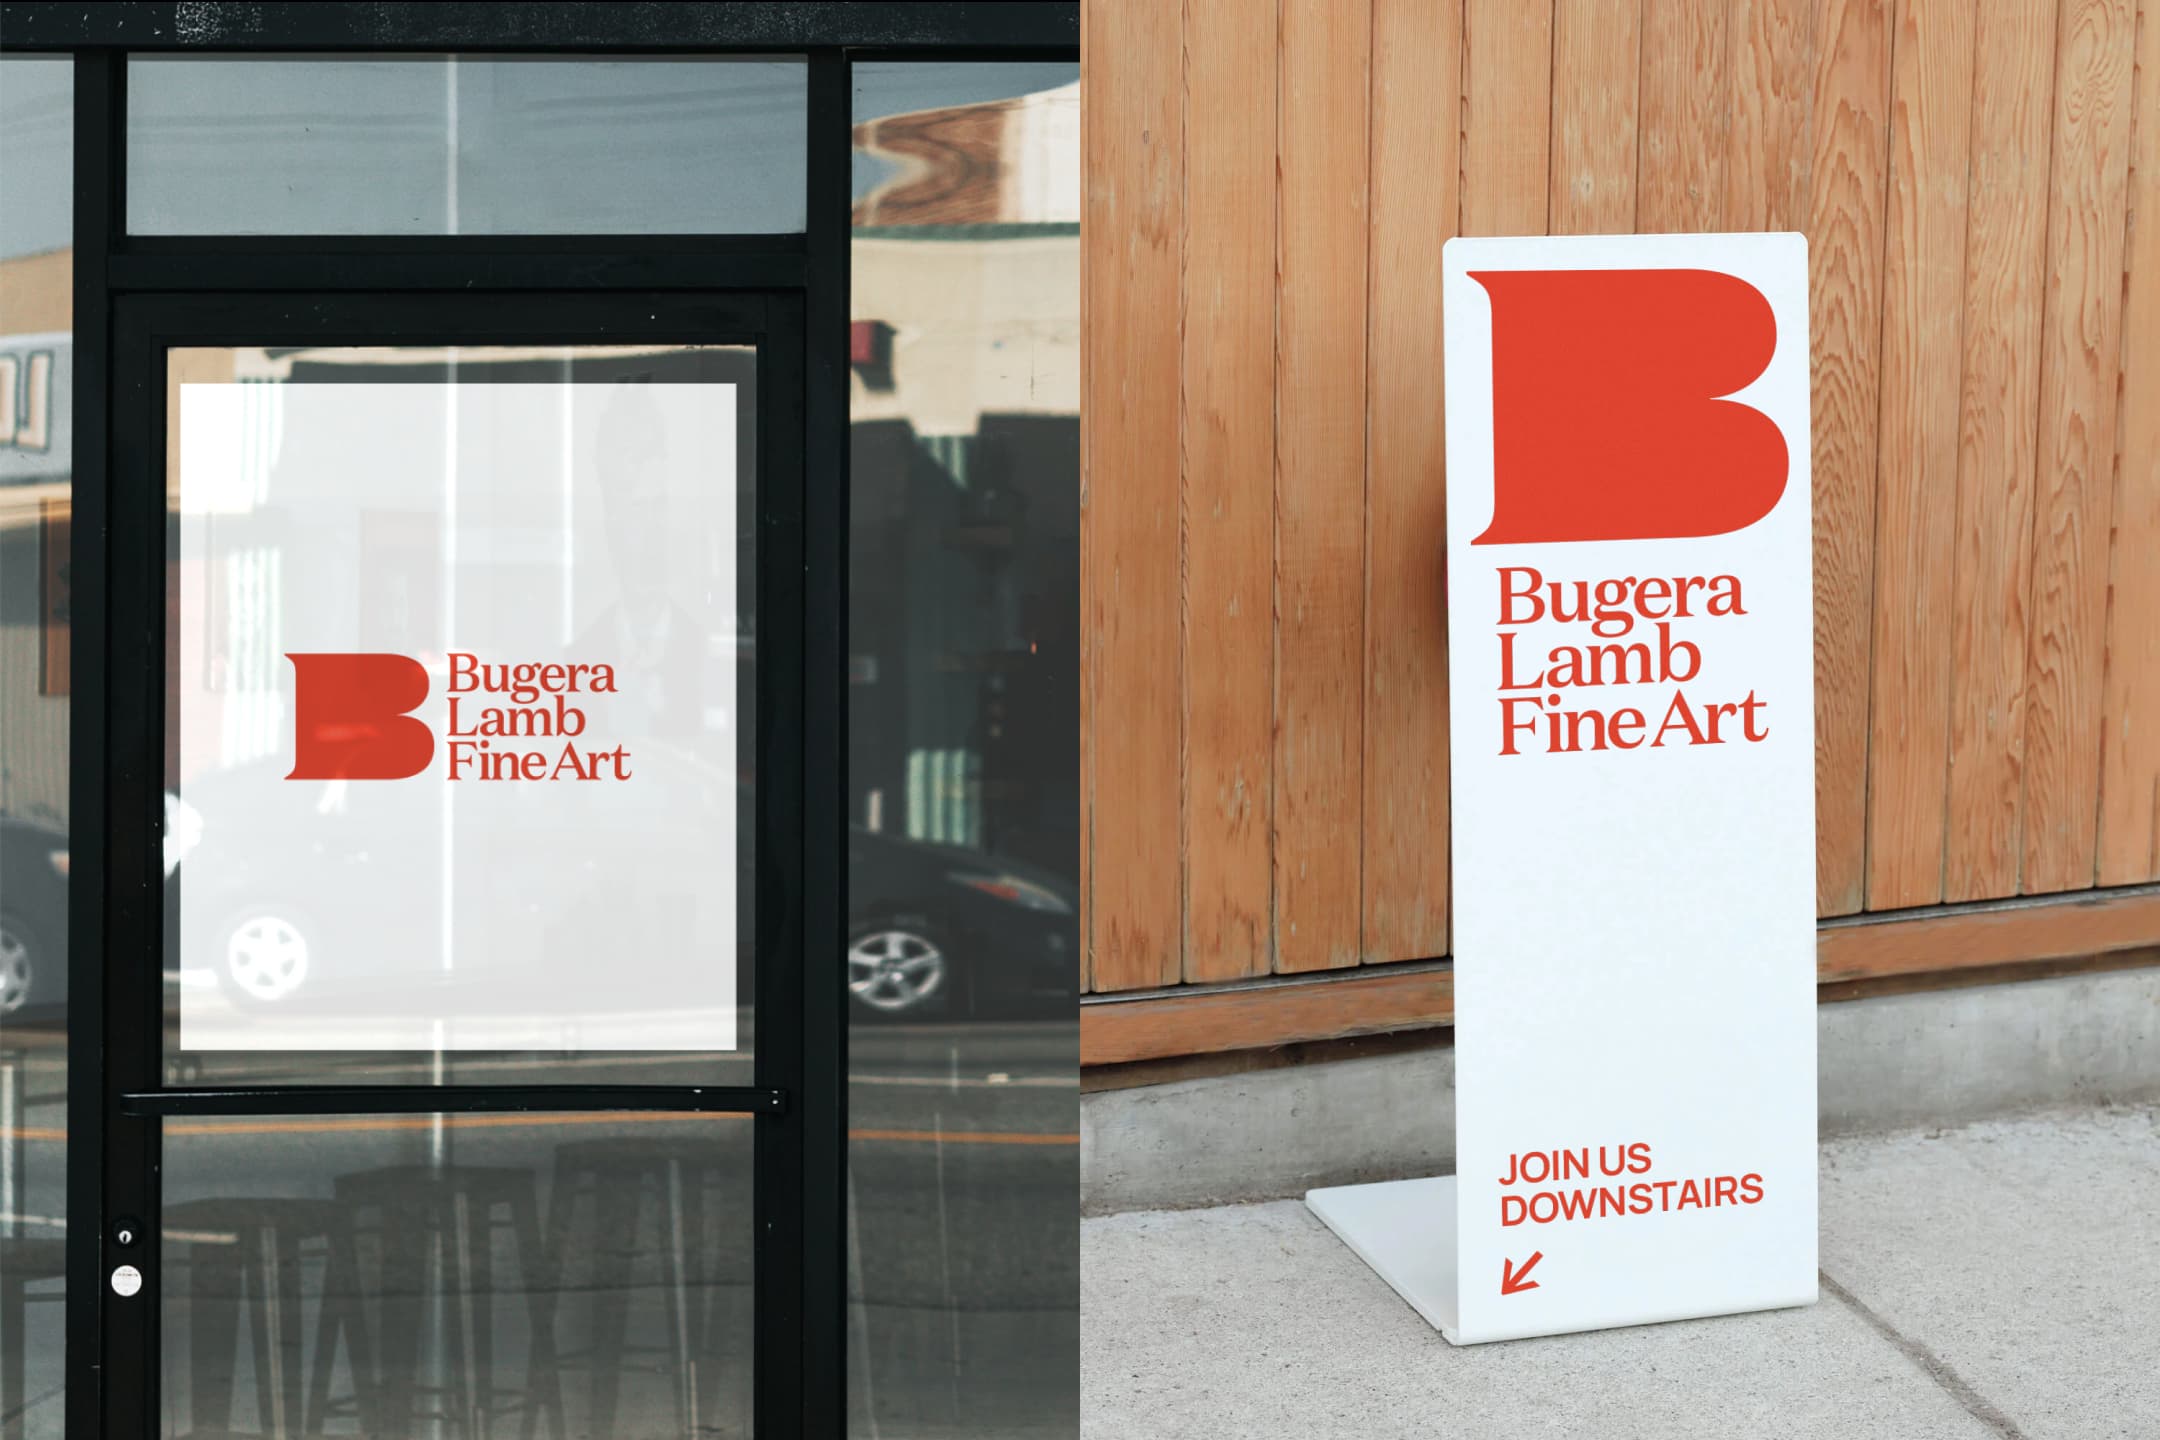 Bugera
Lamb
Fine Art
B
Bugera
Lamb
Fine Art
JOIN US
DOWNSTAIRS